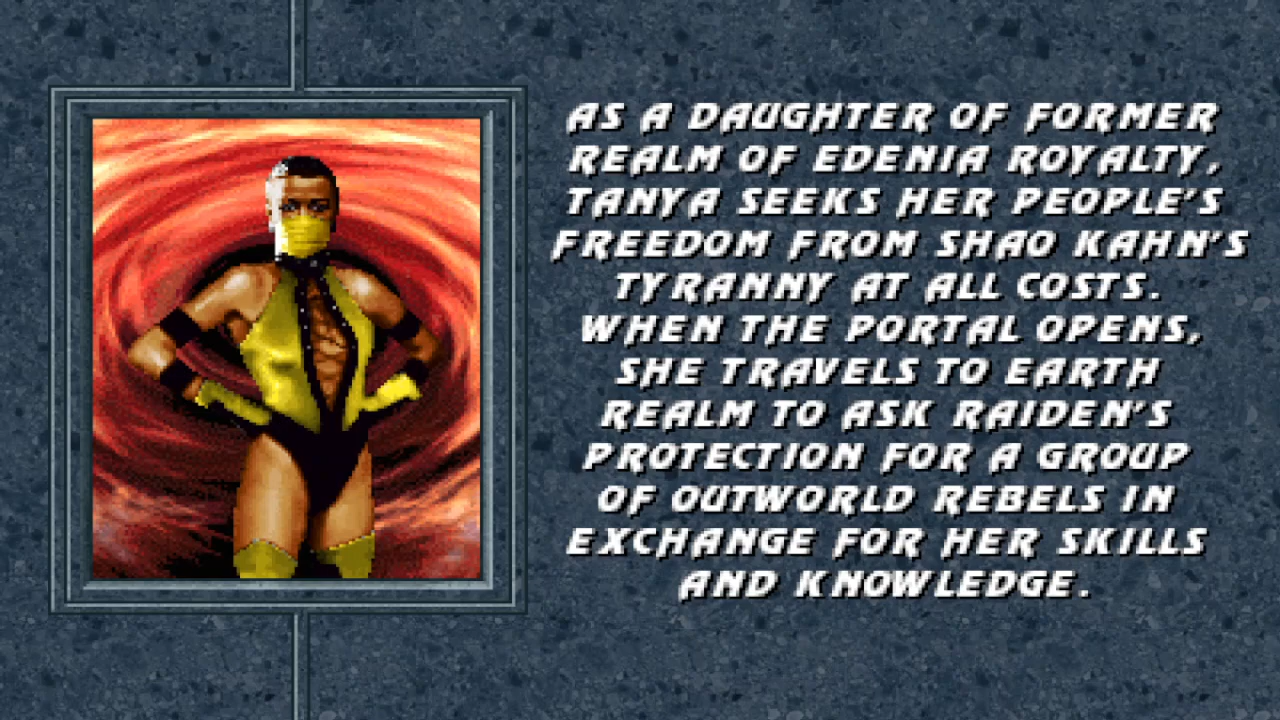 AS A DAUGHTER OF FORMER
REALM OF EDENIA ROYALTY,
TANYA SEEKS HER PEOPLE'S
FREEDOM FROM SHAO KAHN'S
TYRANNY AT ALL COSTS.
WHEN THE PORTAL OPENS,
SHE TRAVELS TO EARTH
REALM TO ASK RAIDEN'S
PROTECTION FOR A GROUP
OF OUTWORLD REBELS IN
EXCHANGE FOR HER SKILLS
AND KNOWLEDGE.